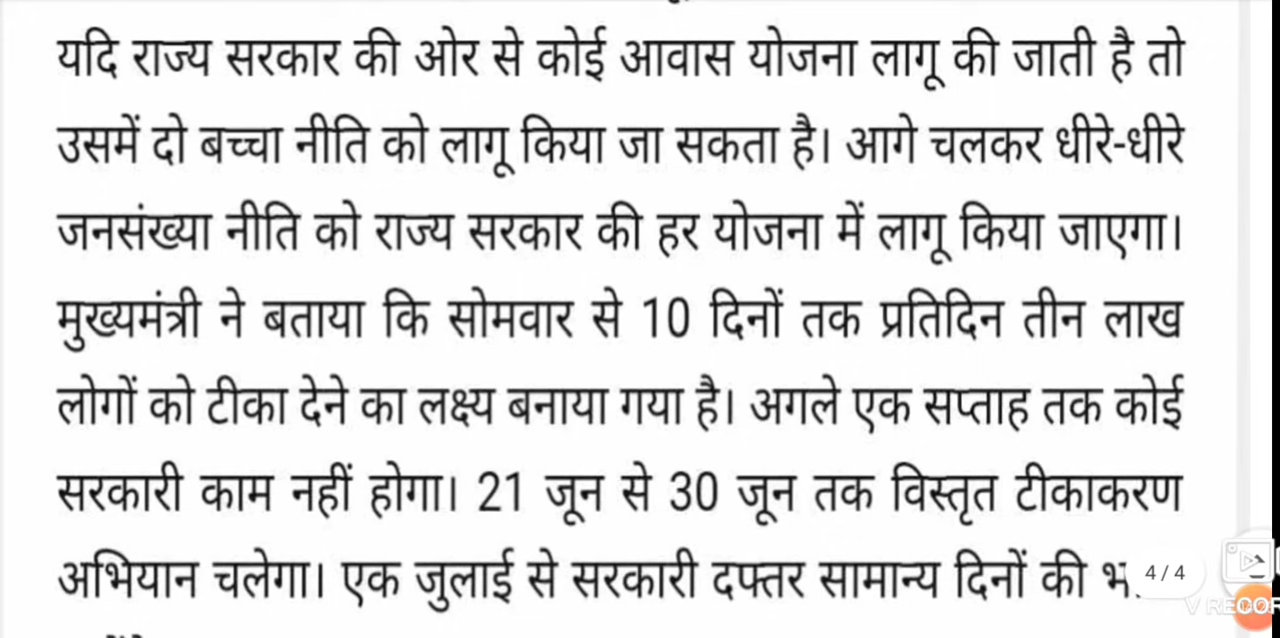 यदि राज्य सरकार की ओर से कोई आवास योजना लागू की जाती है तो
उसमें दो बच्चा नीति को लागू किया जा सकता है। आगे चलकर धीरे-धीरे
जनसंख्या नीति को राज्य सरकार की हर योजना में लागू किया जाएगा।
मुख्यमंत्री ने बताया कि सोमवार से 10 दिनों तक प्रतिदिन तीन लाख
लोगों को टीका देने का लक्ष्य बनाया गया है। अगले एक सप्ताह तक कोई
सरकारी काम नहीं होगा। 21 जून से 30 जून तक विस्तृत टीकाकरण
अभियान चलेगा। एक जुलाई से सरकारी दफ्तर सामान्य दिनों की
4/4